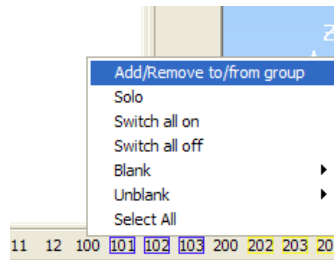 Z
Add/Remove to/from group
Solo
Switch all on
Switch all off
Blank
Unblank
Select All
11 12 100 101 102 103 200 202 203 20